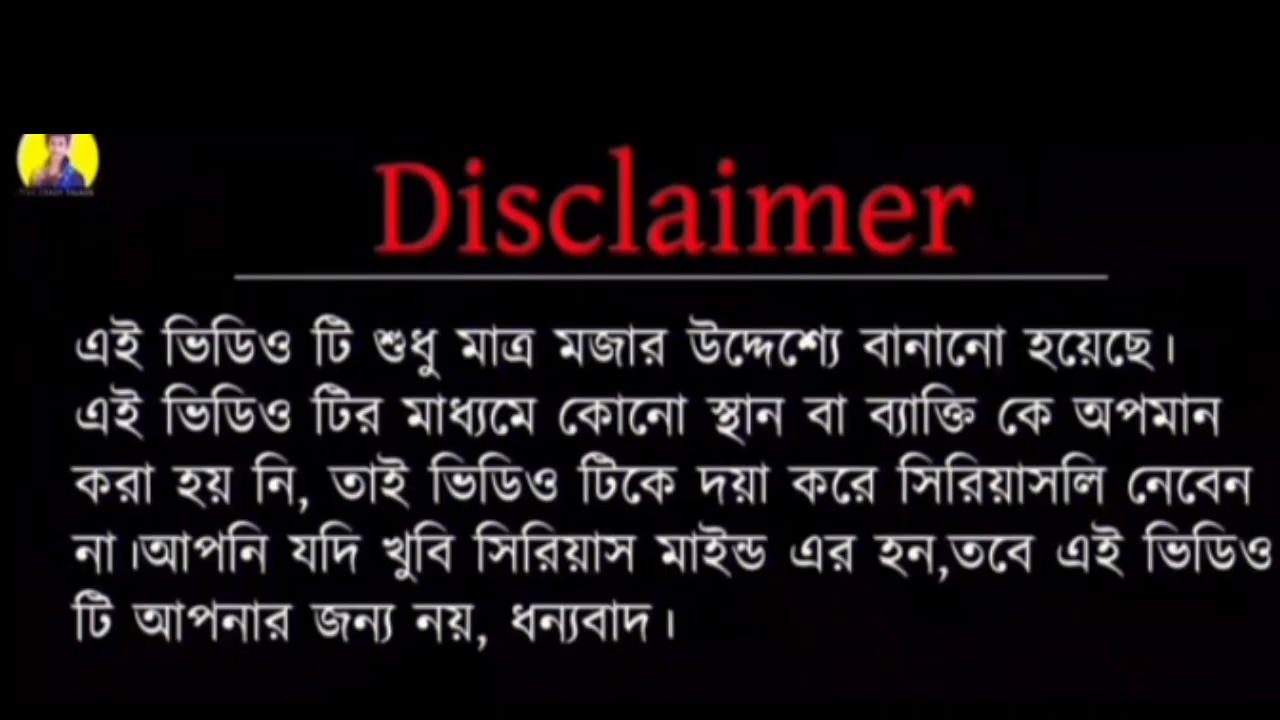 Disclaimer
এই ভিডিও টি শুধু মাত্র মজার উদ্দেশ্যে বানানো হয়েছে।
এই ভিডিও টির মাধ্যমে কোনো স্থান বা ব্যাক্তি কে অপমান
করা হয় নি, তাই ভিডিও টিকে দয়া করে সিরিয়াসলি নেবেন
না।আপনি যদি খুবি সিরিয়াস মাইন্ড এর হন,তবে এই ভিডিও
টি আপনার জন্য নয়, ধন্যবাদ।